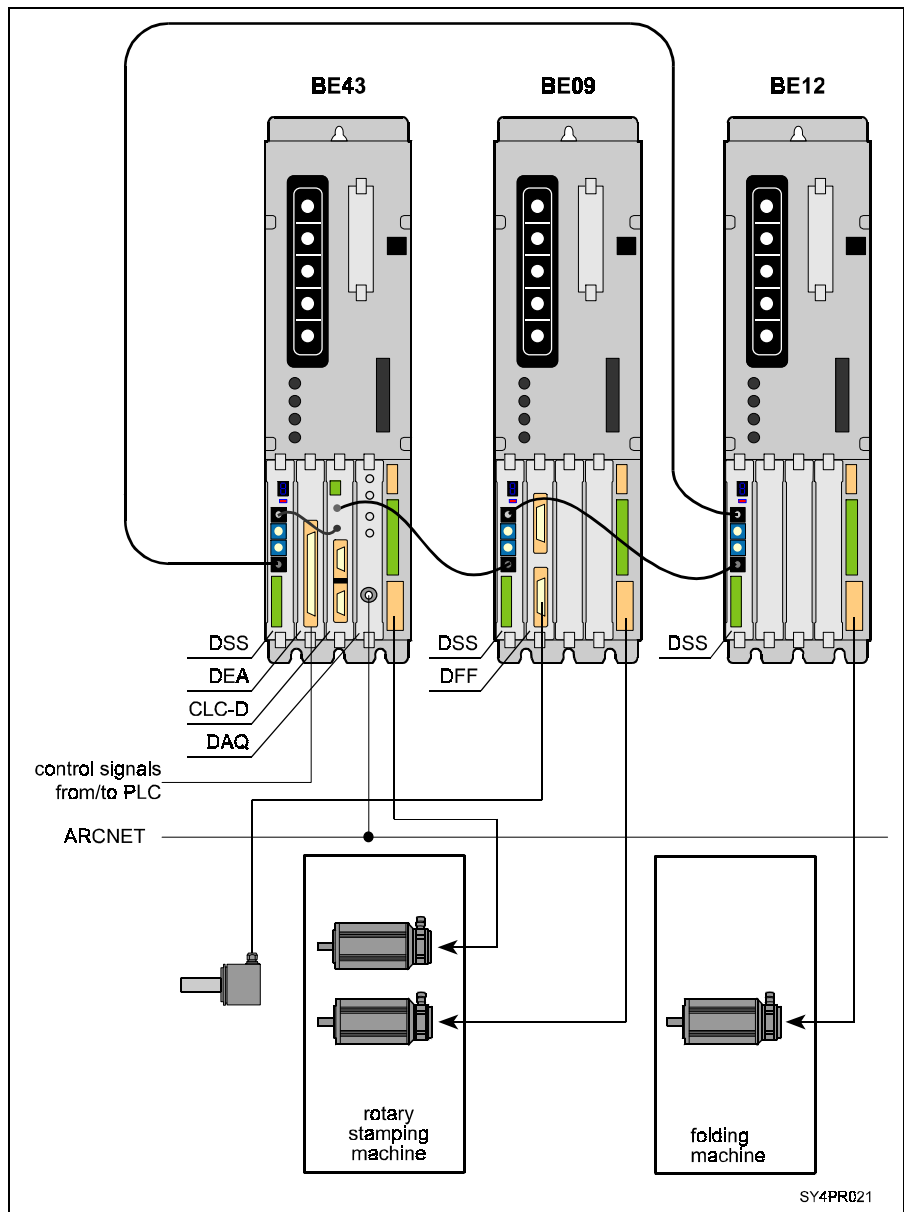 BE43
BE09
BE12
DSS
DEA
CLC-D
DAQ
DSS
DFF
DSS
control signals
from/to PLC
ARCNET
rotary
stamping
machine
folding
machine
SY4PR021